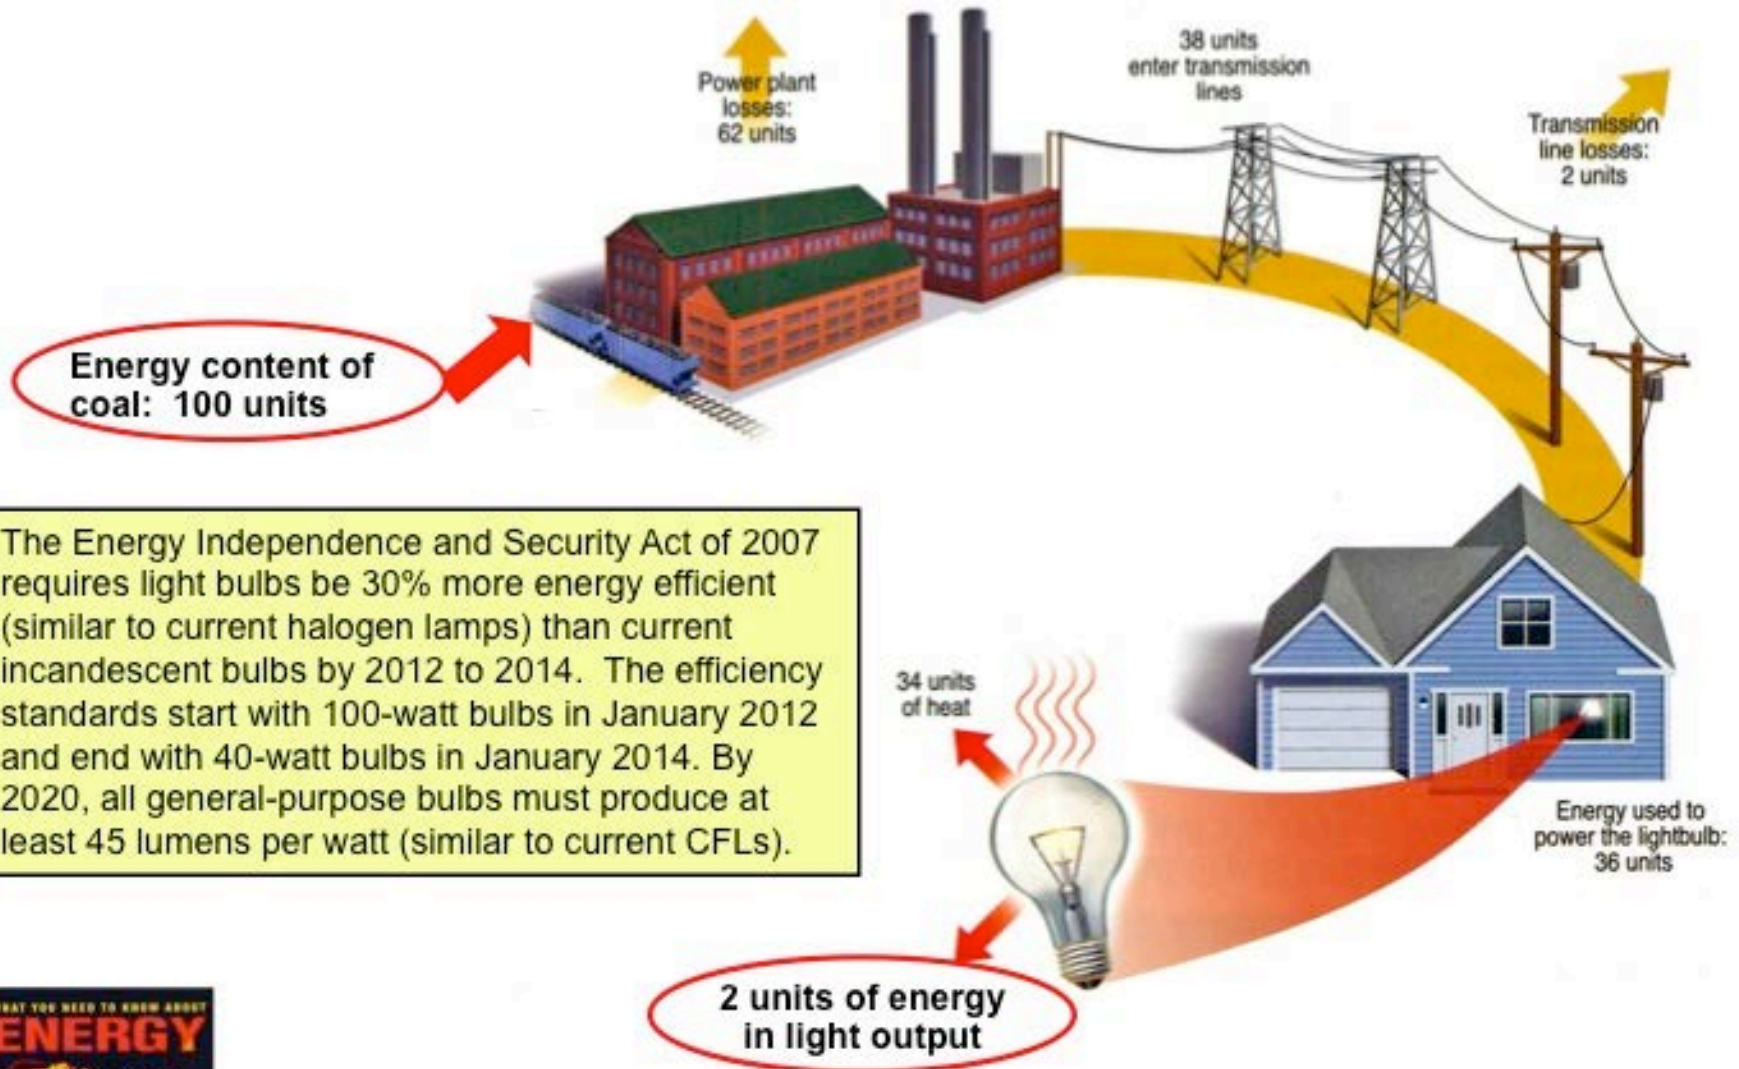 Power plant
losses:
62 units
38 units
enter transmission
lines
Transmission
line losses:
2 units
Energy content of
coal:  100 units
The Energy Independence and Security Act of 2007
requires light bulbs be 30% more energy efficient
(similar to current halogen lamps) than current
incandescent bulbs by 2012 to 2014.  The efficiency
standards start with 100-watt bulbs in January 2012
and end with 40-watt bulbs in January 2014. By
2020, all general-purpose bulbs must produce at
least 45 lumens per watt (similar to current CFLs).
34 units
of heat
Energy used to
power the lightbulb:
36 units
2 units of energy
in light output
YOU NEED TO KNOW ABOUT
ENERGY